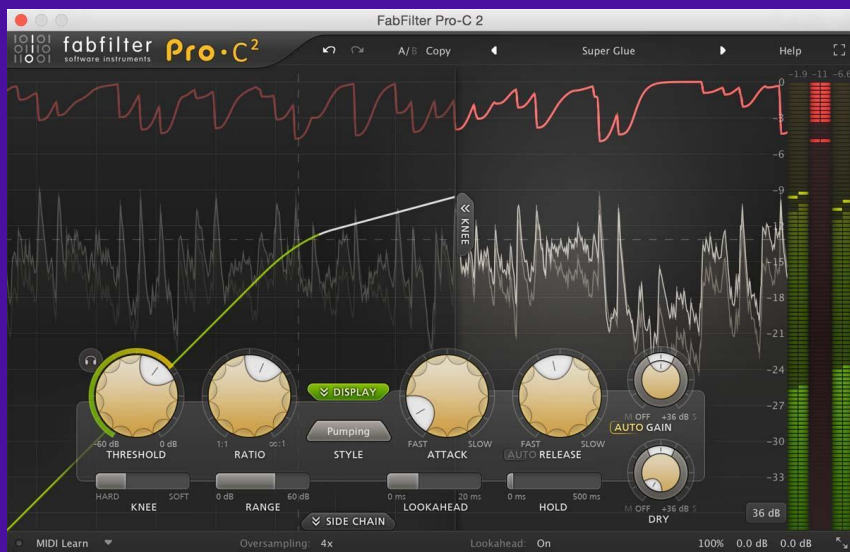 FabFilter Pro-C 2
fabfilter
software instruments
Pro·C²
A/B Copy
Super Glue
Help
-1.9 -11 -6.6
0
-3
-6
-9
-15
-18
-21
-24
-27
-30
-33
KNEE
-60 dB 0 dB
THRESHOLD
1:1 ∞:1
RATIO
DISPLAY
Pumping
STYLE
FAST SLOW
ATTACK
FAST SLOW
AUTO RELEASE
M OFF +36 dB S
AUTO GAIN
HARD SOFT
KNEE
0 dB 60 dB
RANGE
0 ms 20 ms
LOOKAHEAD
0 ms 500 ms
HOLD
M OFF +36 dB S
DRY
36 dB
SIDE CHAIN
MIDI Learn
Oversampling: 4x
Lookahead: On
100% 0.0 dB 0.0 dB